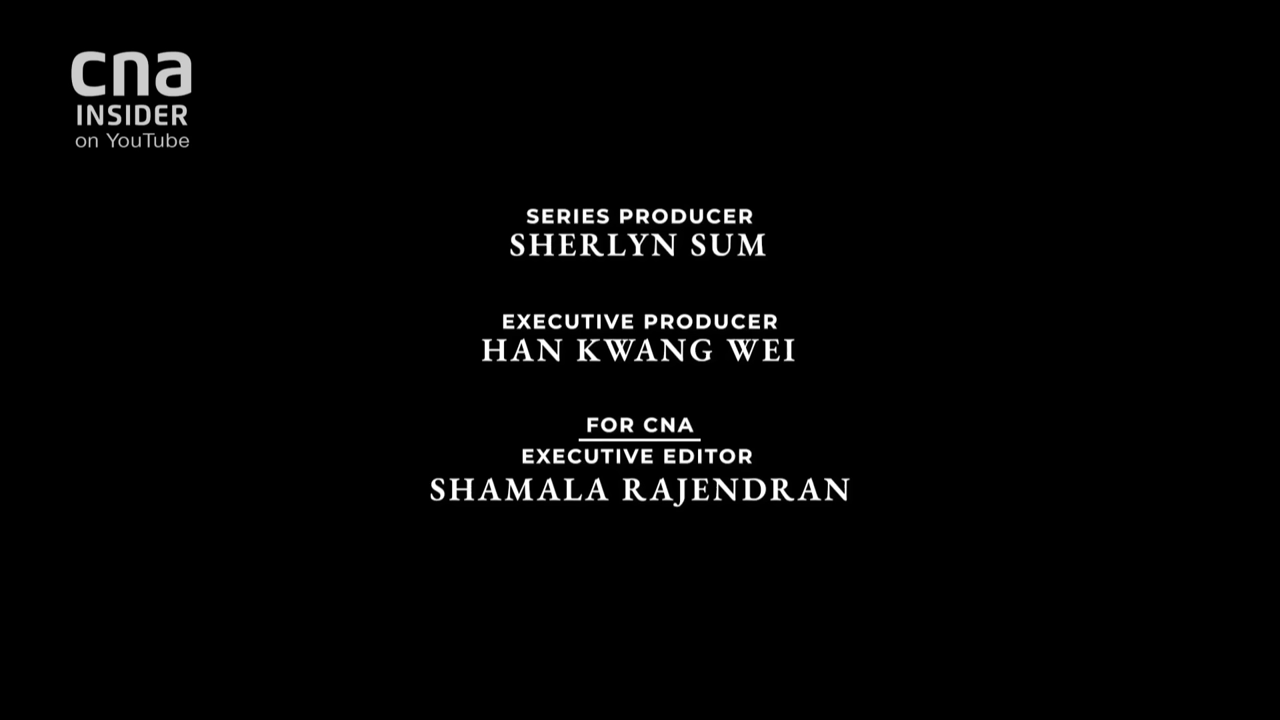 cna
INSIDER
on YouTube
SERIES PRODUCER
SHERLYN SUM
EXECUTIVE PRODUCER
HAN KWANG WEI
FOR CNA
EXECUTIVE EDITOR
SHAMALA RAJENDRAN